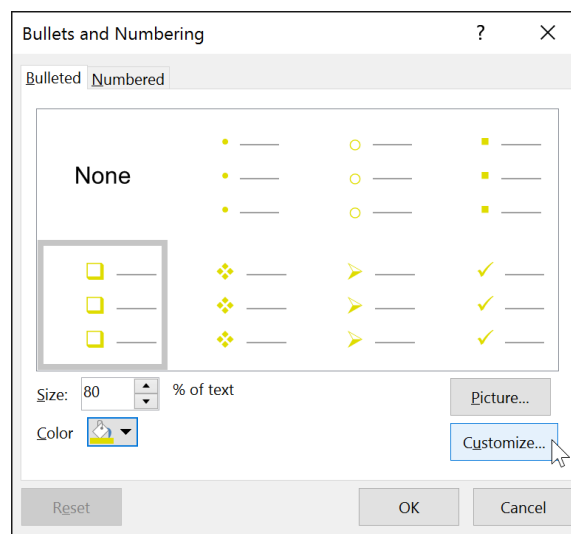 Bullets and Numbering ?
Bulleted Numbered
None
Size: 80 % of text
Picture...
Color
Customize...
Reset OK Cancel